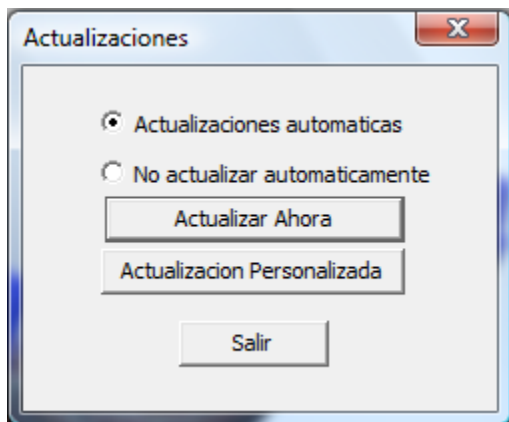 Actualizaciones
Actualizaciones automaticas
No actualizar automaticamente
Actualizar Ahora
Actualizacion Personalizada
Salir